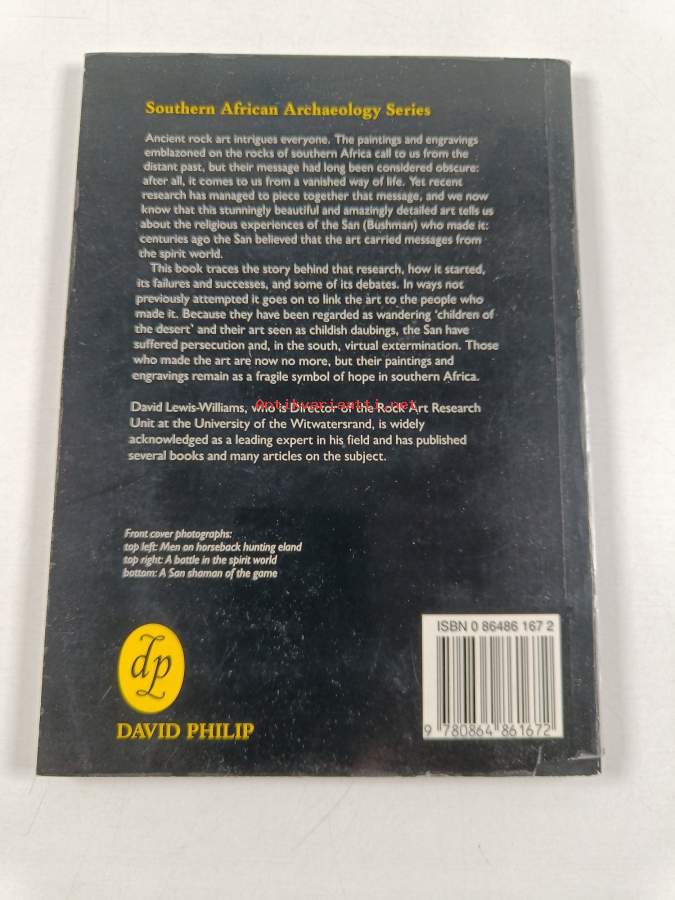 Southern African Archaeology Series
Ancient rock art intrigues everyone. The paintings and engravings
emblazoned on the rocks of southern Africa call to us from the
distant past, but their message had long been considered obscure:
after all, it comes to us from a vanished way of life. Yet recent
research has managed to piece together that message, and we now
know that this stunningly beautiful and amazingly detailed art tells us
about the religious experiences of the San (Bushman) who made it:
centuries ago the San believed that the art carried messages from
the spirit world.
This book traces the story behind that research, how it started,
its failures and successes, and some of its debates. In ways not
previously attempted it goes on to link the art to the people who
made it. Because they have been regarded as wandering 'children of
the desert' and their art seen as childish daubings, the San have
suffered persecution and, in the south, virtual extermination. Those
who made the art are now no more, but their paintings and
engravings remain as a fragile symbol of hope in southern Africa.
David Lewis-Williams, who is Director of the Rock Art Research
Antikvariaatti.net
Unit at the University of the Witwatersrand, is widely
acknowledged as a leading expert in his field and has published
several books and many articles on the subject.
Front cover photographs:
top left: Men on horseback hunting eland
top right: A battle in the spirit world
bottom: A San shaman of the game
ISBN 0 86486 167 2
9 780864 861672
dp
DAVID PHILIP